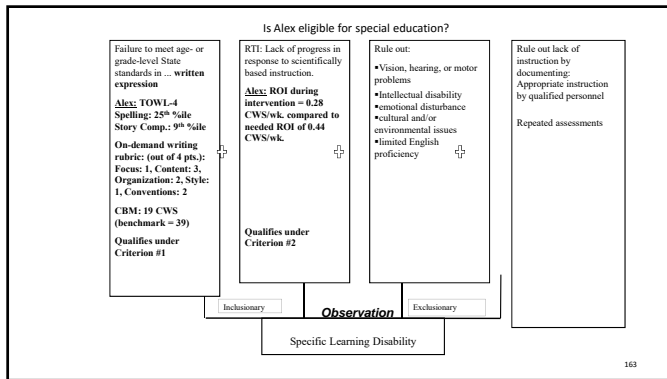 Is Alex eligible for special education?
Failure to meet age- or
grade-level State
standards in ... written
expression
Alex: TOWL-4
Spelling: 25th %ile
Story Comp.: 9th %ile
On-demand writing
rubric: (out of 4 pts.):
Focus: 1, Content: 3,
Organization: 2, Style:
1, Conventions: 2
CBM: 19 CWS
(benchmark = 39)
Qualifies under
Criterion #1
RTI: Lack of progress in
response to scientifically
based instruction.
Alex: ROI during
intervention = 0.28
CWS/wk. compared to
needed ROI of 0.44
CWS/wk.
Qualifies under
Criterion #2
Rule out:
▪Vision, hearing, or motor
problems
▪Intellectual disability
▪emotional disturbance
▪cultural and/or
environmental issues
▪limited English
proficiency
Rule out lack of
instruction by
documenting:
Appropriate instruction
by qualified personnel
Repeated assessments
Inclusionary
Observation
Exclusionary
Specific Learning Disability
163